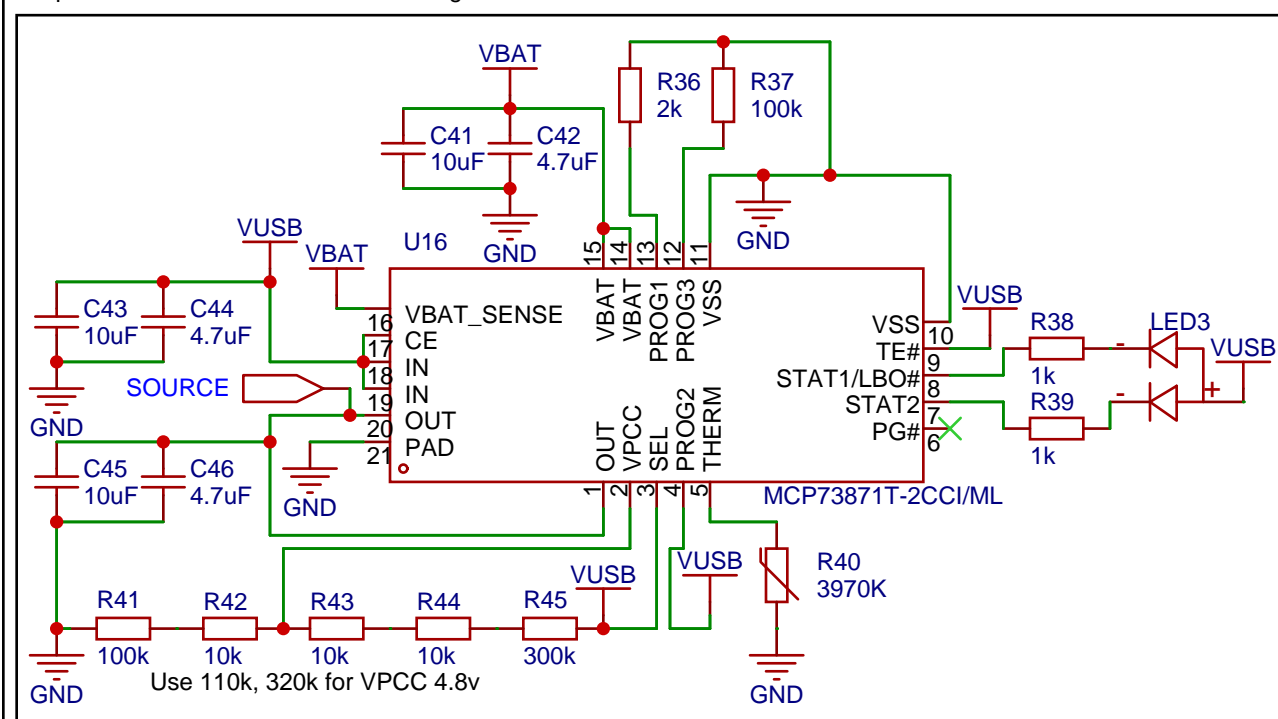 VBAT
R36
2k
R37
100k
C41
10uF
C42
4.7uF
GND
GND
VUSB
VBAT
U16
15
14
13
12
11
VBAT
VBAT
PROG1
PROG3
VSS
C43
10uF
C44
4.7uF
GND
SOURCE
16
17
18
19
20
21
VBAT_SENSE
CE
IN
IN
OUT
PAD
VSS
TE#
STAT1/LBO#
STAT2
PG#
10
9
8
7
6
VUSB
R38
1k
LED3
-
VUSB
+
-
R39
1k
OUT
VPCC
SEL
PROG2
THERM
1
2
3
4
5
MCP73871T-2CCI/ML
C45
10uF
C46
4.7uF
GND
VUSB
VUSB
R40
3970K
R41
100k
R42
10k
R43
10k
R44
10k
R45
300k
Use 110k, 320k for VPCC 4.8v
GND
GND